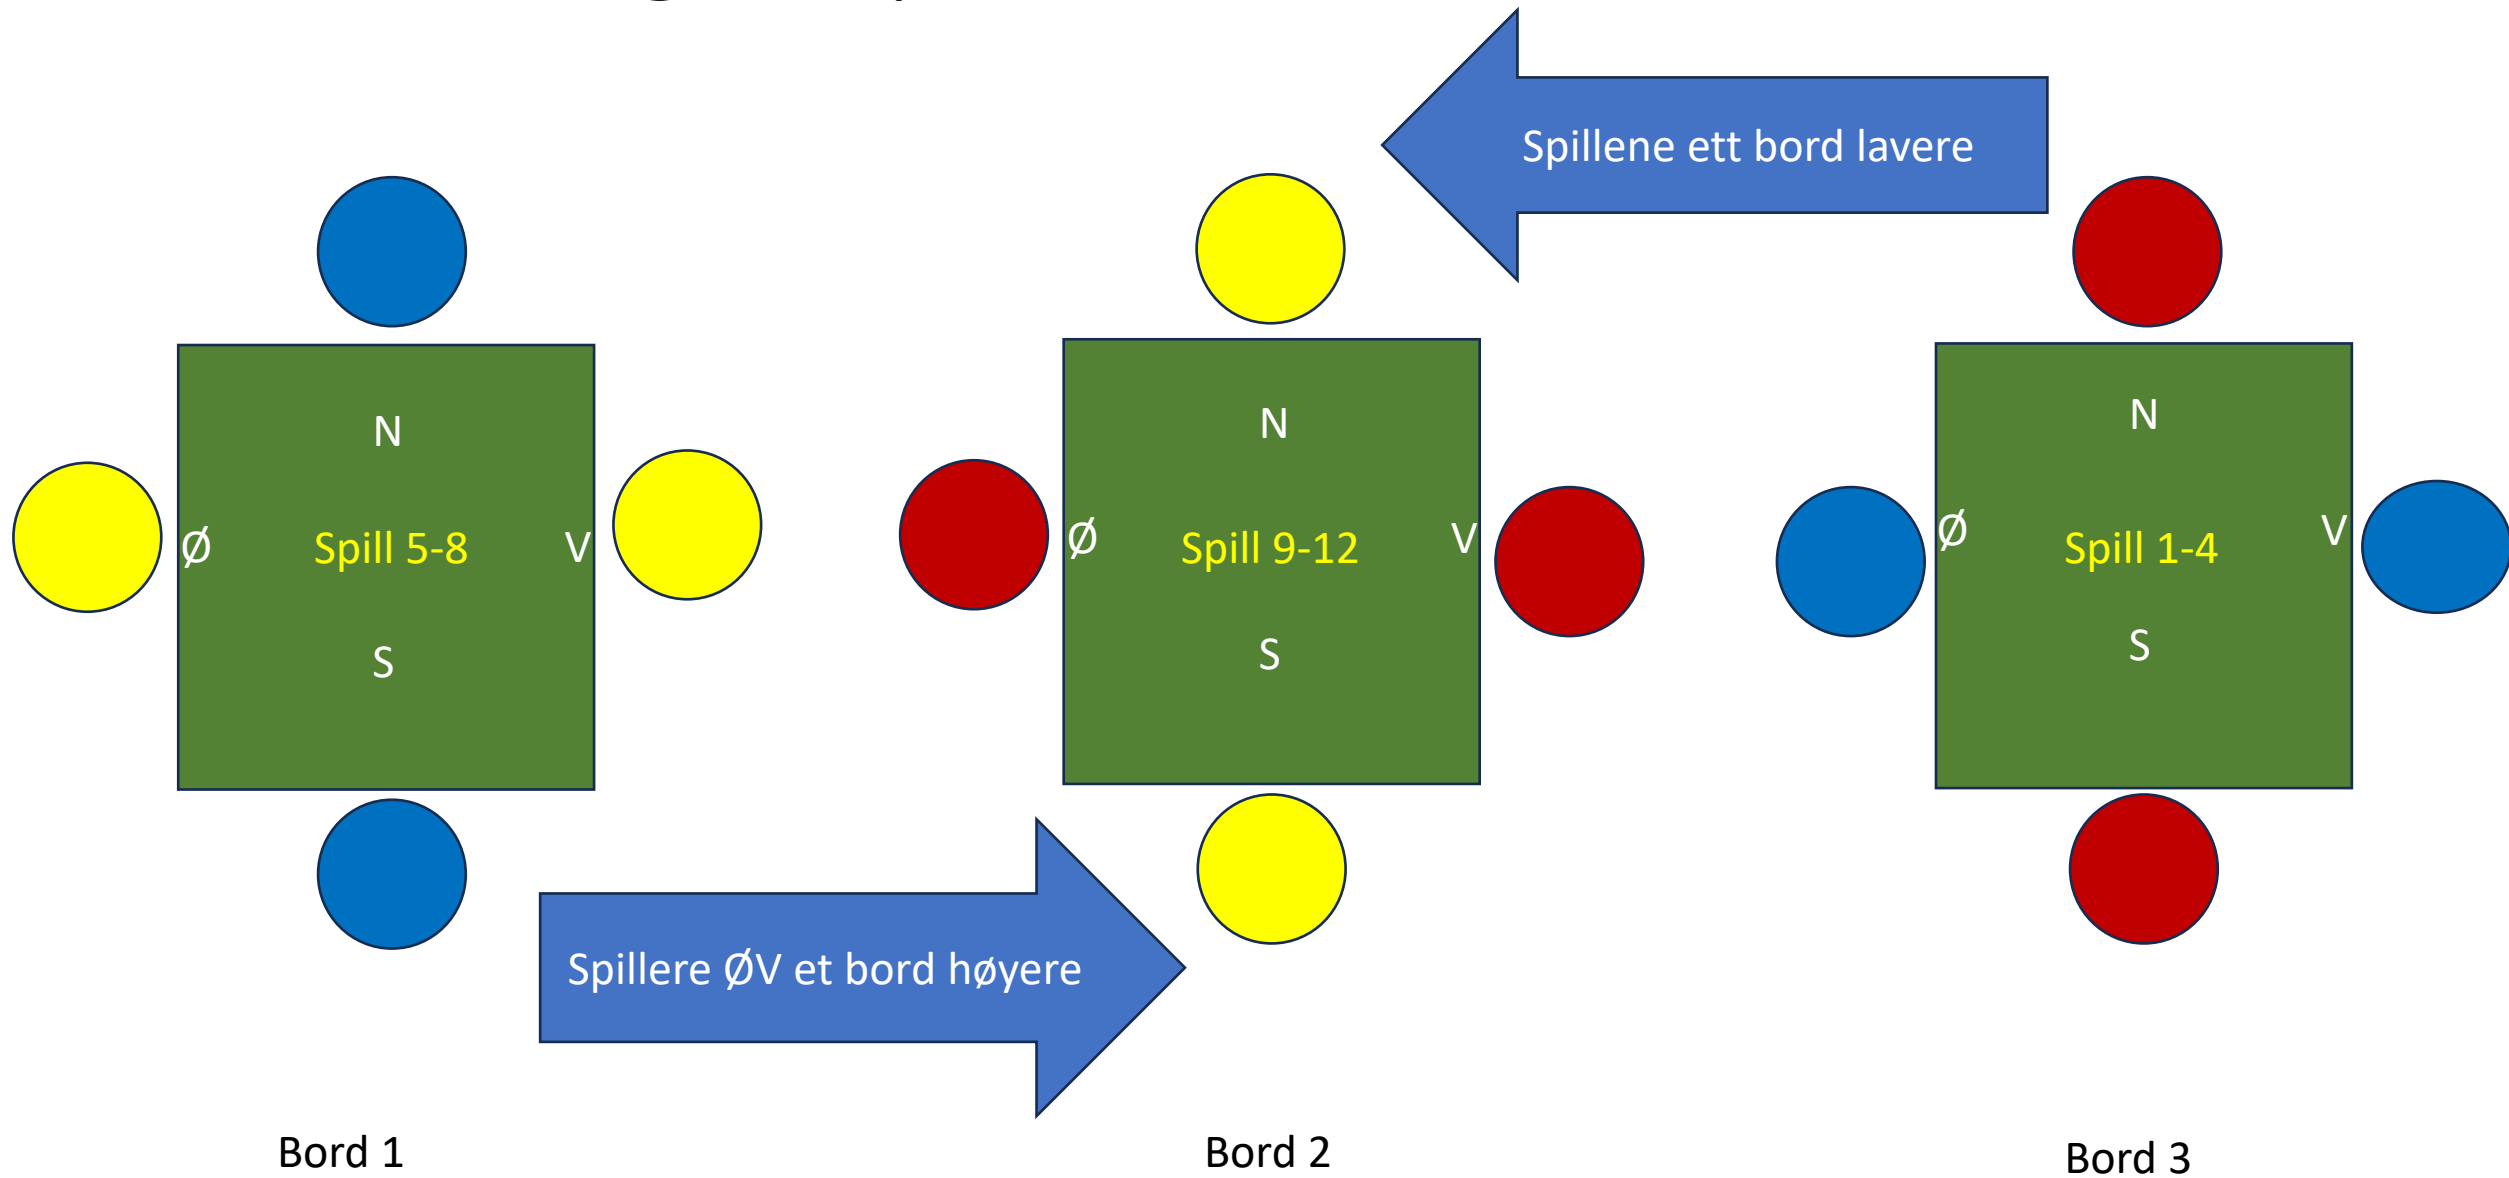 Spillene ett bord lavere
N
Ø Spill 5-8 V
S
N
Ø Spill 9-12 V
S
N
Ø Spill 1-4 V
S
Spillere ØV et bord høyere
Bord 1
Bord 2
Bord 3